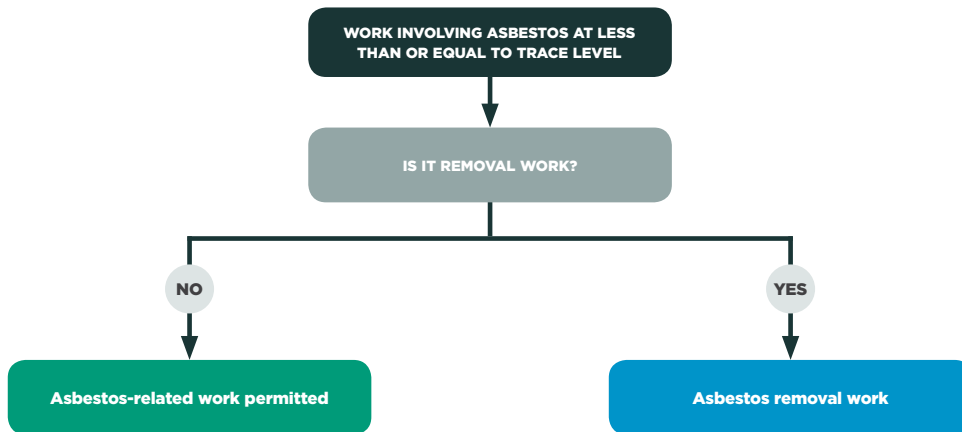 WORK INVOLVING ASBESTOS AT LESS
THAN OR EQUAL TO TRACE LEVEL
IS IT REMOVAL WORK?
NO
YES
Asbestos-related work permitted
Asbestos removal work